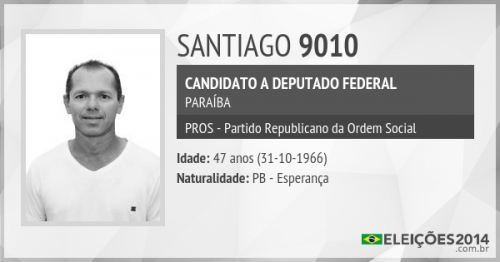 SANTIAGO 9010
CANDIDATO A DEPUTADO FEDERAL
PARAÍBA
PROS - Partido Republicano da Ordem Social
Idade: 47 anos (31-10-1966)
Naturalidade: PB - Esperança
ELEIÇÕES2014
.com.br